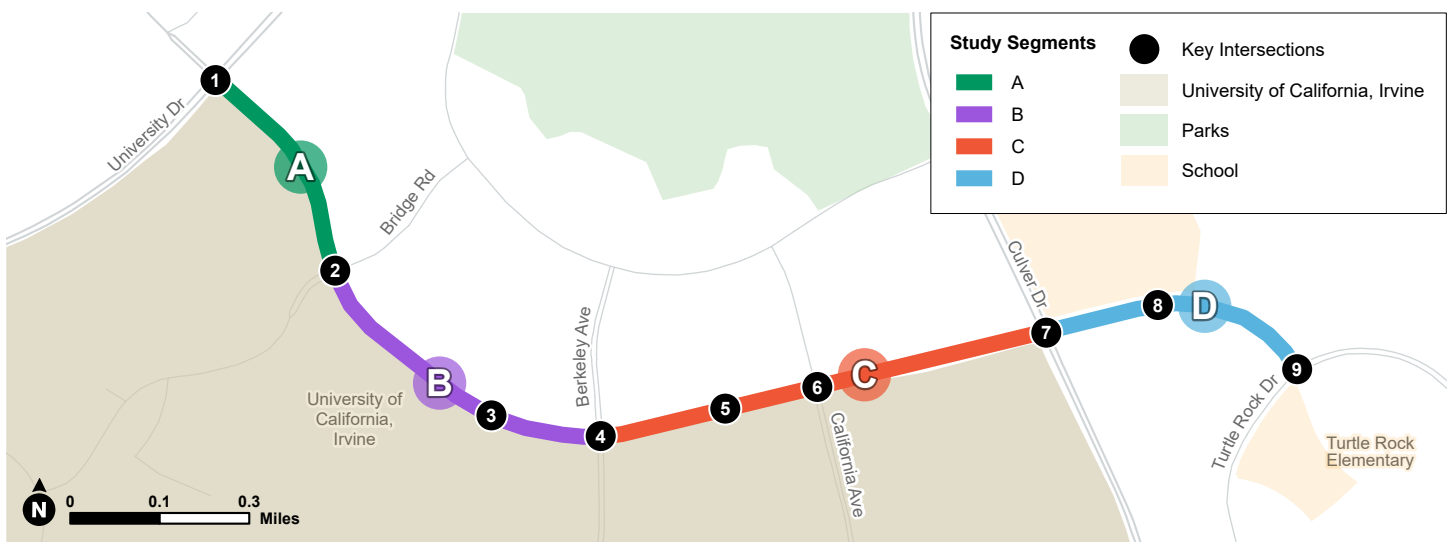 Study Segments
A
B
C
D
Key Intersections
University of California, Irvine
Parks
School
1
University Dr
A
Bridge Rd
2
Culver Dr
8
D
7
Berkeley Ave
9
B
C
6
University of
California,
Irvine
3
5
4
California Ave
Turtle Rock Dr
Turtle Rock
Elementary
N
0 0.1 0.3
Miles